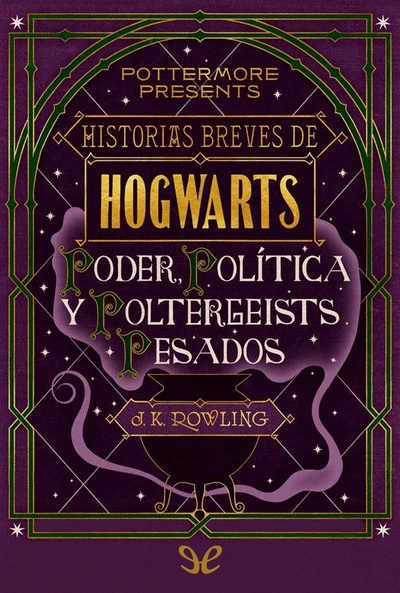 POTTERMORE
PRESENTS
HISTORIAS BREVES DE
HOGWARTS
PODER, POLÍTICA
Y POLTERGEISTS
PESADOS
J.K. ROWLING